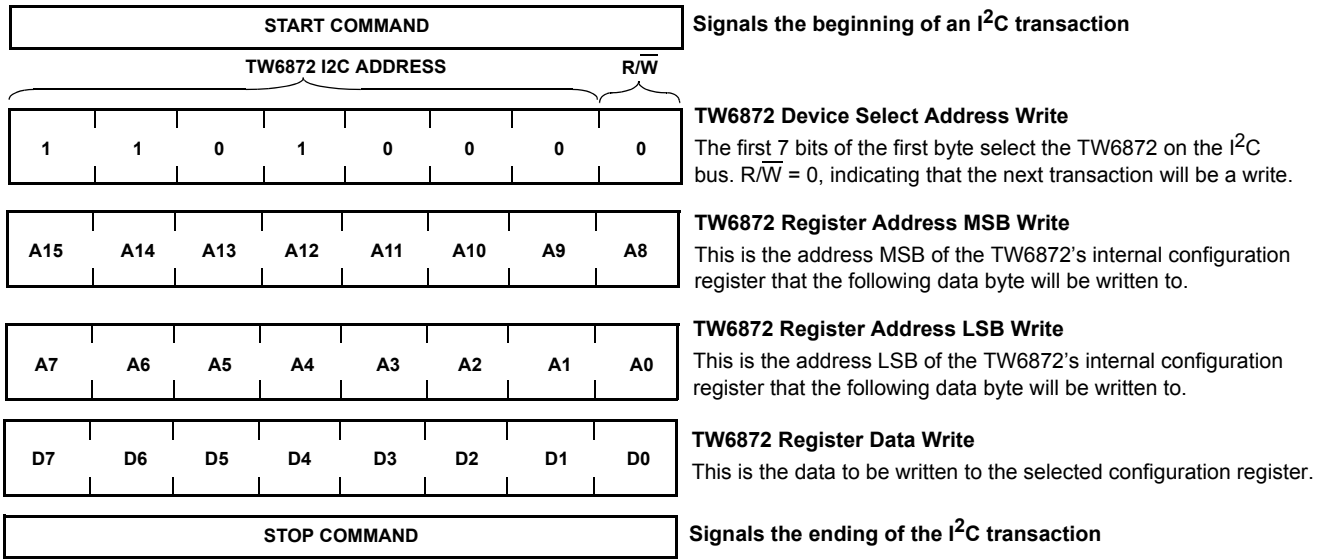 START COMMAND
Signals the beginning of an I²C transaction
TW6872 I2C ADDRESS R/W̅
1 1 0 1 0 0 0 0
TW6872 Device Select Address Write
The first 7 bits of the first byte select the TW6872 on the I²C
bus. R/W̅ = 0, indicating that the next transaction will be a write.
A15 A14 A13 A12 A11 A10 A9 A8
TW6872 Register Address MSB Write
This is the address MSB of the TW6872’s internal configuration
register that the following data byte will be written to.
A7 A6 A5 A4 A3 A2 A1 A0
TW6872 Register Address LSB Write
This is the address LSB of the TW6872’s internal configuration
register that the following data byte will be written to.
D7 D6 D5 D4 D3 D2 D1 D0
TW6872 Register Data Write
This is the data to be written to the selected configuration register.
STOP COMMAND
Signals the ending of the I²C transaction